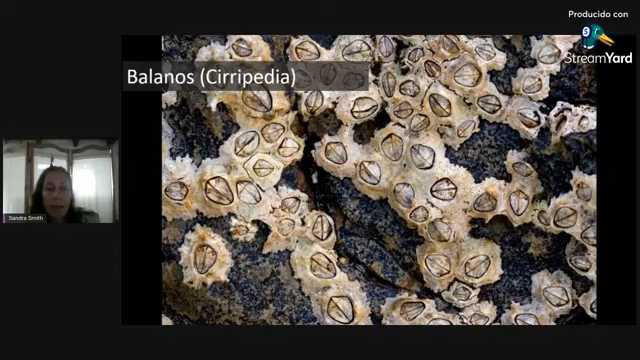 Producido con
StreamYard
Balanos (Cirripedia)
Sandra Smith